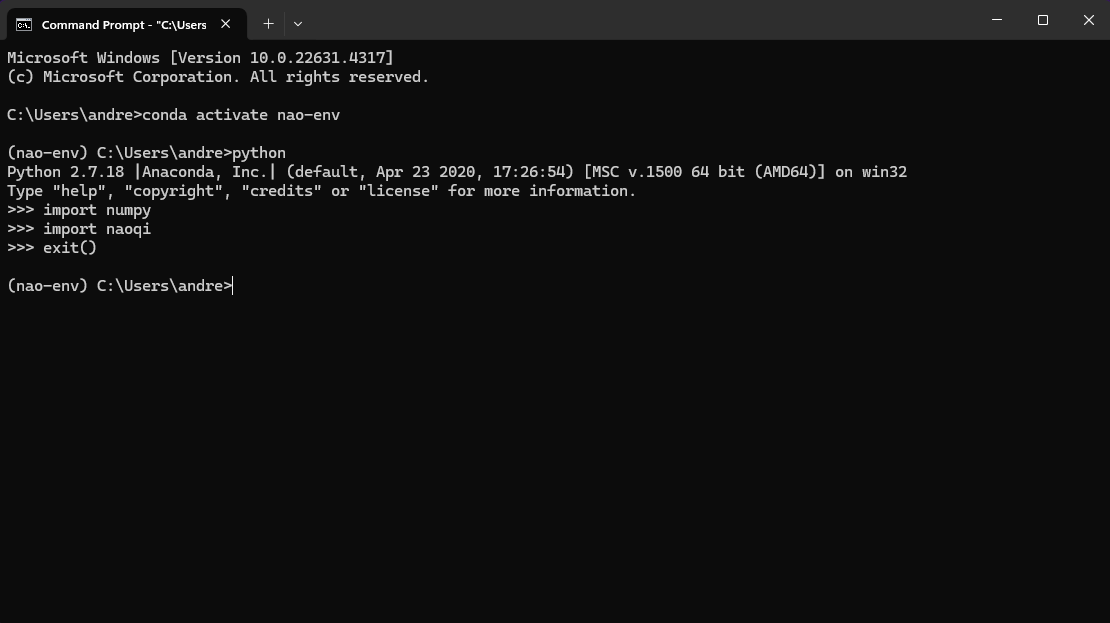 Command Prompt - "C:\Users
Microsoft Windows [Version 10.0.22631.4317]
(c) Microsoft Corporation. All rights reserved.
C:\Users\andre>conda activate nao-env
(nao-env) C:\Users\andre>python
Python 2.7.18 |Anaconda, Inc.| (default, Apr 23 2020, 17:26:54) [MSC v.1500 64 bit (AMD64)] on win32
Type "help", "copyright", "credits" or "license" for more information.
>>> import numpy
>>> import naoqi
>>> exit()
(nao-env) C:\Users\andre>